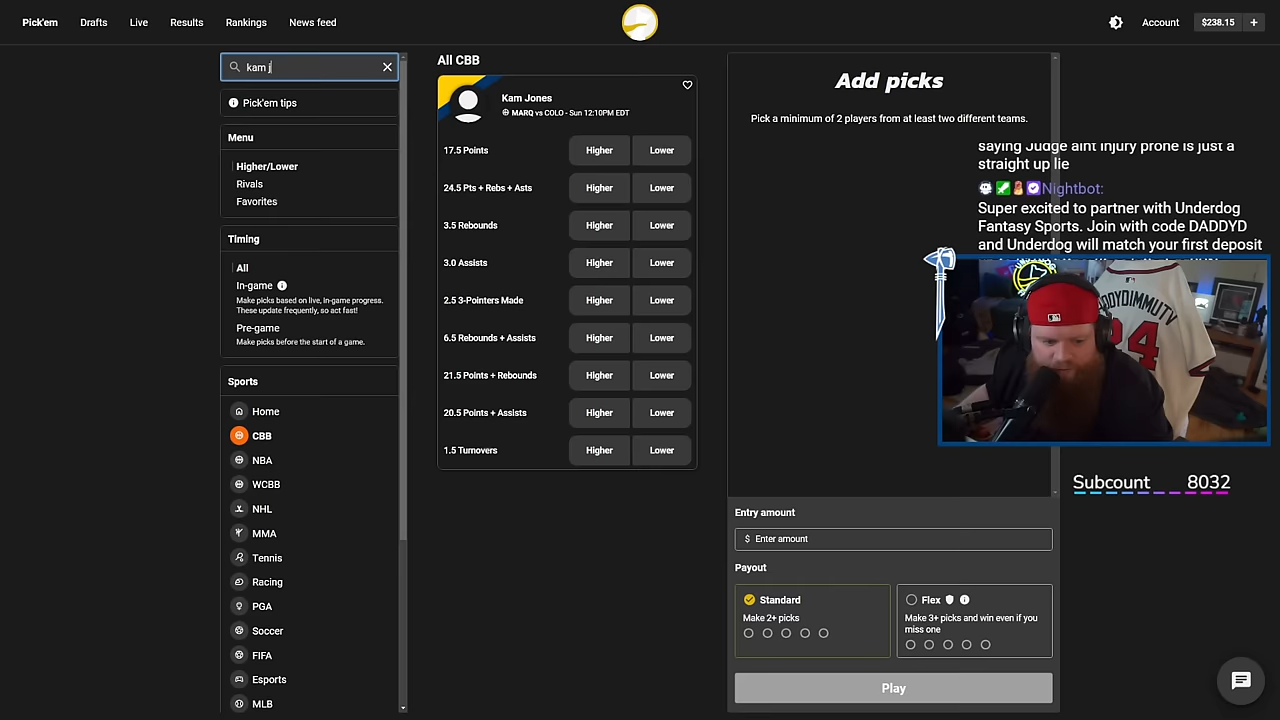 Pick'em
Drafts
Live
Results
Rankings
News feed
Account
$238.15
+
kam j
Pick'em tips
Menu
Higher/Lower
Rivals
Favorites
Timing
All
In-game
Make picks based on live, in-game progress.
These update frequently, so act fast!
Pre-game
Make picks before the start of a game.
Sports
Home
CBB
NBA
WCBB
NHL
MMA
Tennis
Racing
PGA
Soccer
FIFA
Esports
MLB
All CBB
Kam Jones
MARQ vs COLO - Sun 12:10PM EDT
17.5 Points Higher Lower
24.5 Pts + Rebs + Asts Higher Lower
3.5 Rebounds Higher Lower
3.0 Assists Higher Lower
2.5 3-Pointers Made Higher Lower
6.5 Rebounds + Assists Higher Lower
21.5 Points + Rebounds Higher Lower
20.5 Points + Assists Higher Lower
1.5 Turnovers Higher Lower
Add picks
Pick a minimum of 2 players from at least two different teams.
Entry amount
$ Enter amount
Payout
Standard
Make 2+ picks
Flex
Make 3+ picks and win even if you
miss one
Play
saying Judge aint injury prone is just a
straight up lie
Nightbot:
Super excited to partner with Underdog
Fantasy Sports. Join with code DADDYD
and Underdog will match your first deposit
ADDYDIMMUTV
24
Subcount 8032